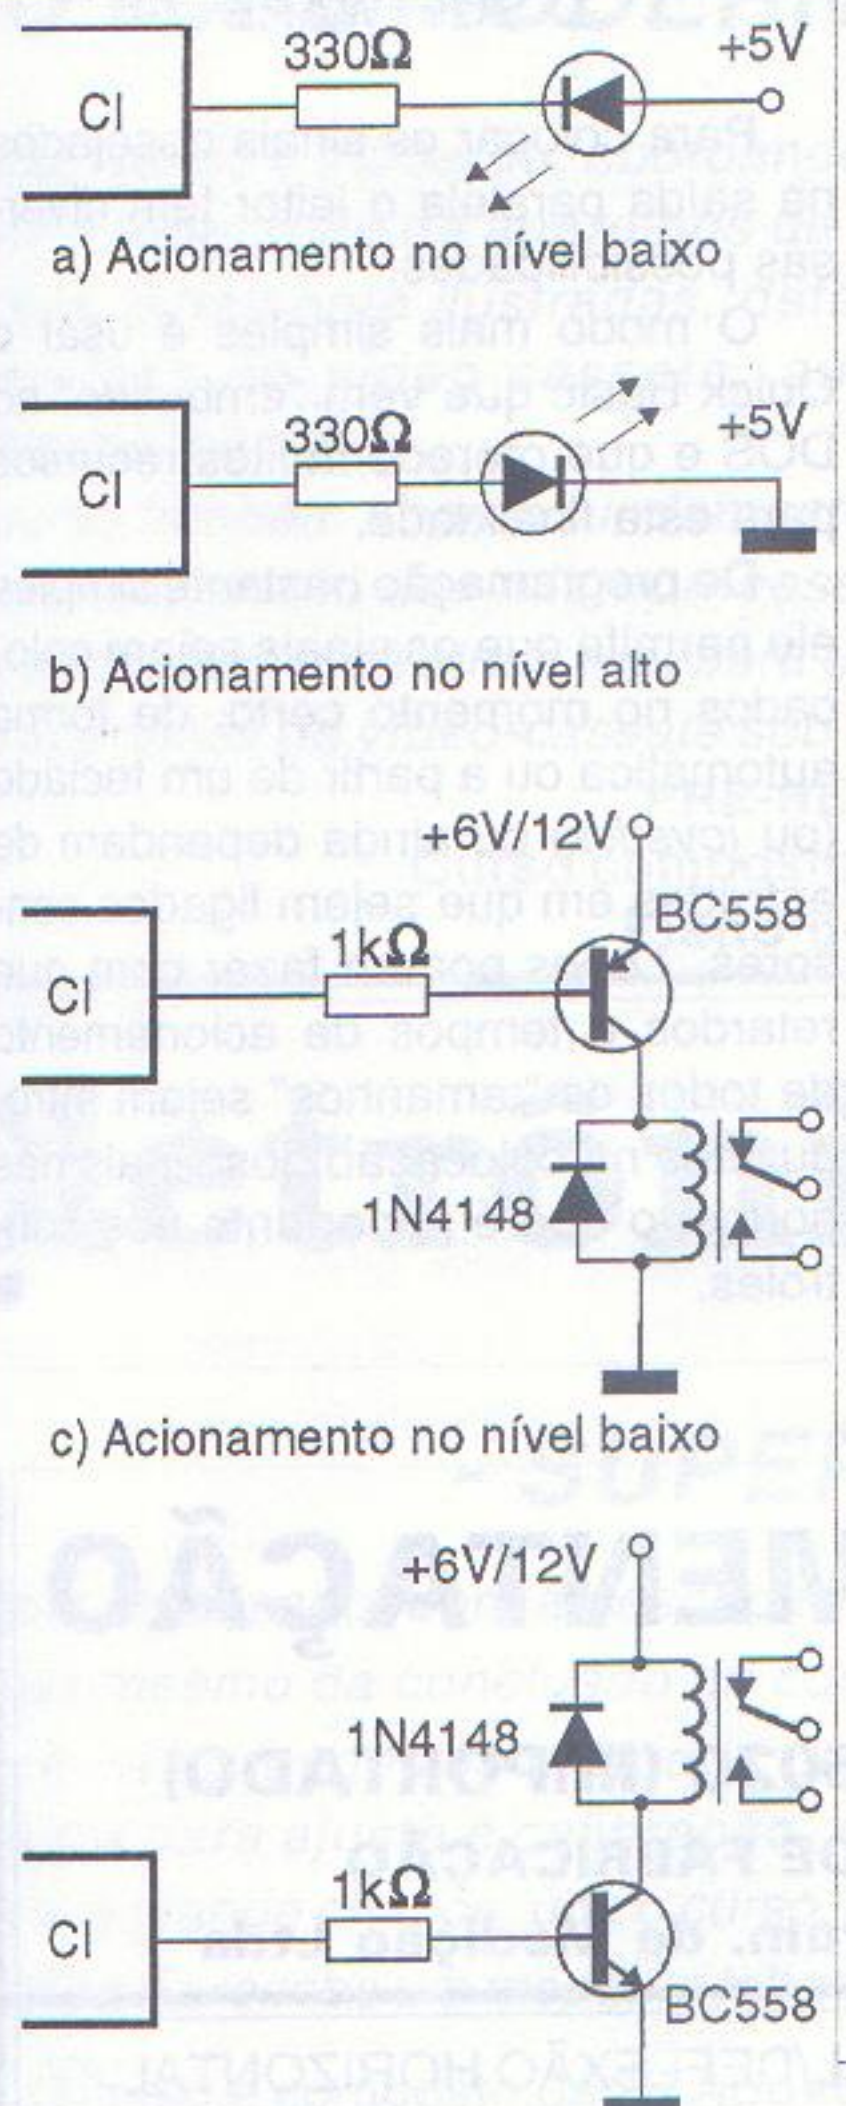 330Ω
+5V
CI
a) Acionamento no nível baixo
330Ω
+5V
CI
b) Acionamento no nível alto
+6V/12V
BC558
1kΩ
CI
1N4148
c) Acionamento no nível baixo
+6V/12V
1N4148
1kΩ
CI
BC558